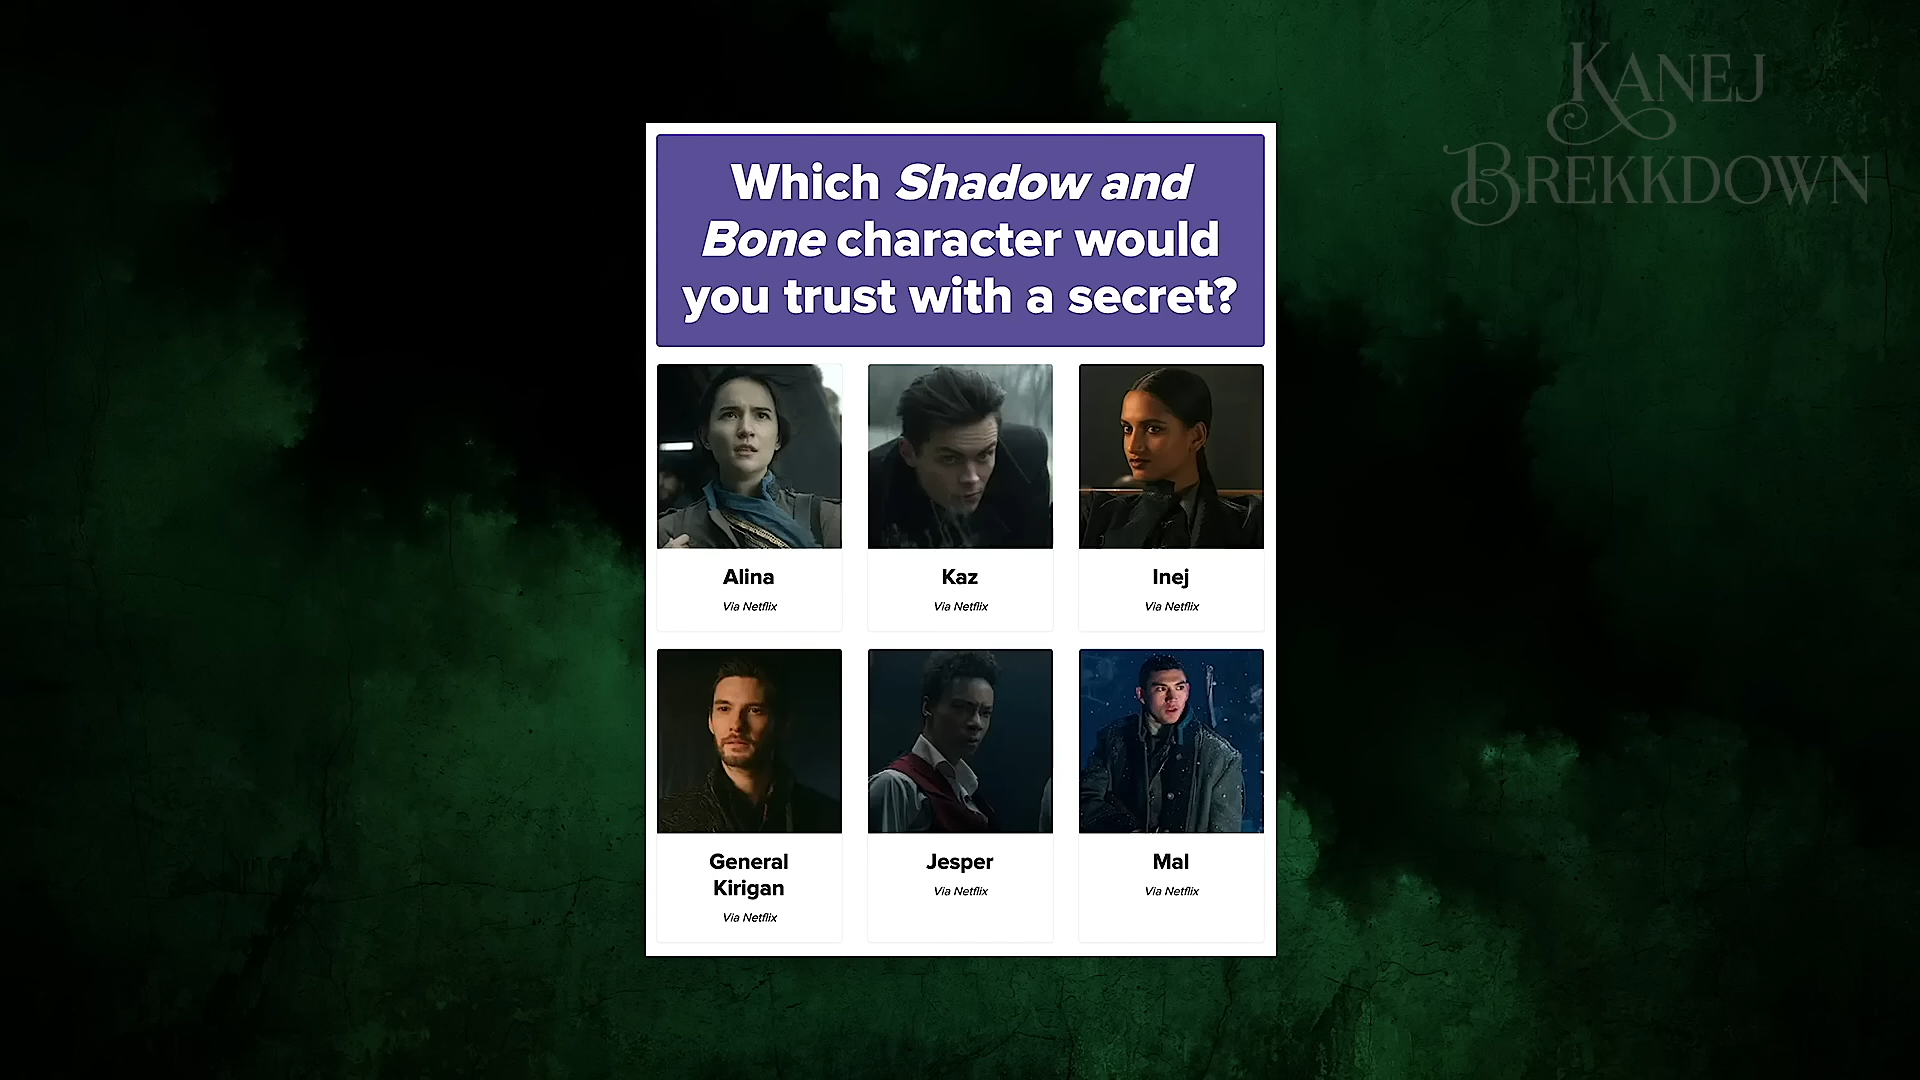 KANEJ
BREKKDOWN
Which Shadow and
Bone character would
you trust with a secret?
Alina
Via Netflix
Kaz
Via Netflix
Inej
Via Netflix
General
Kirigan
Via Netflix
Jesper
Via Netflix
Mal
Via Netflix